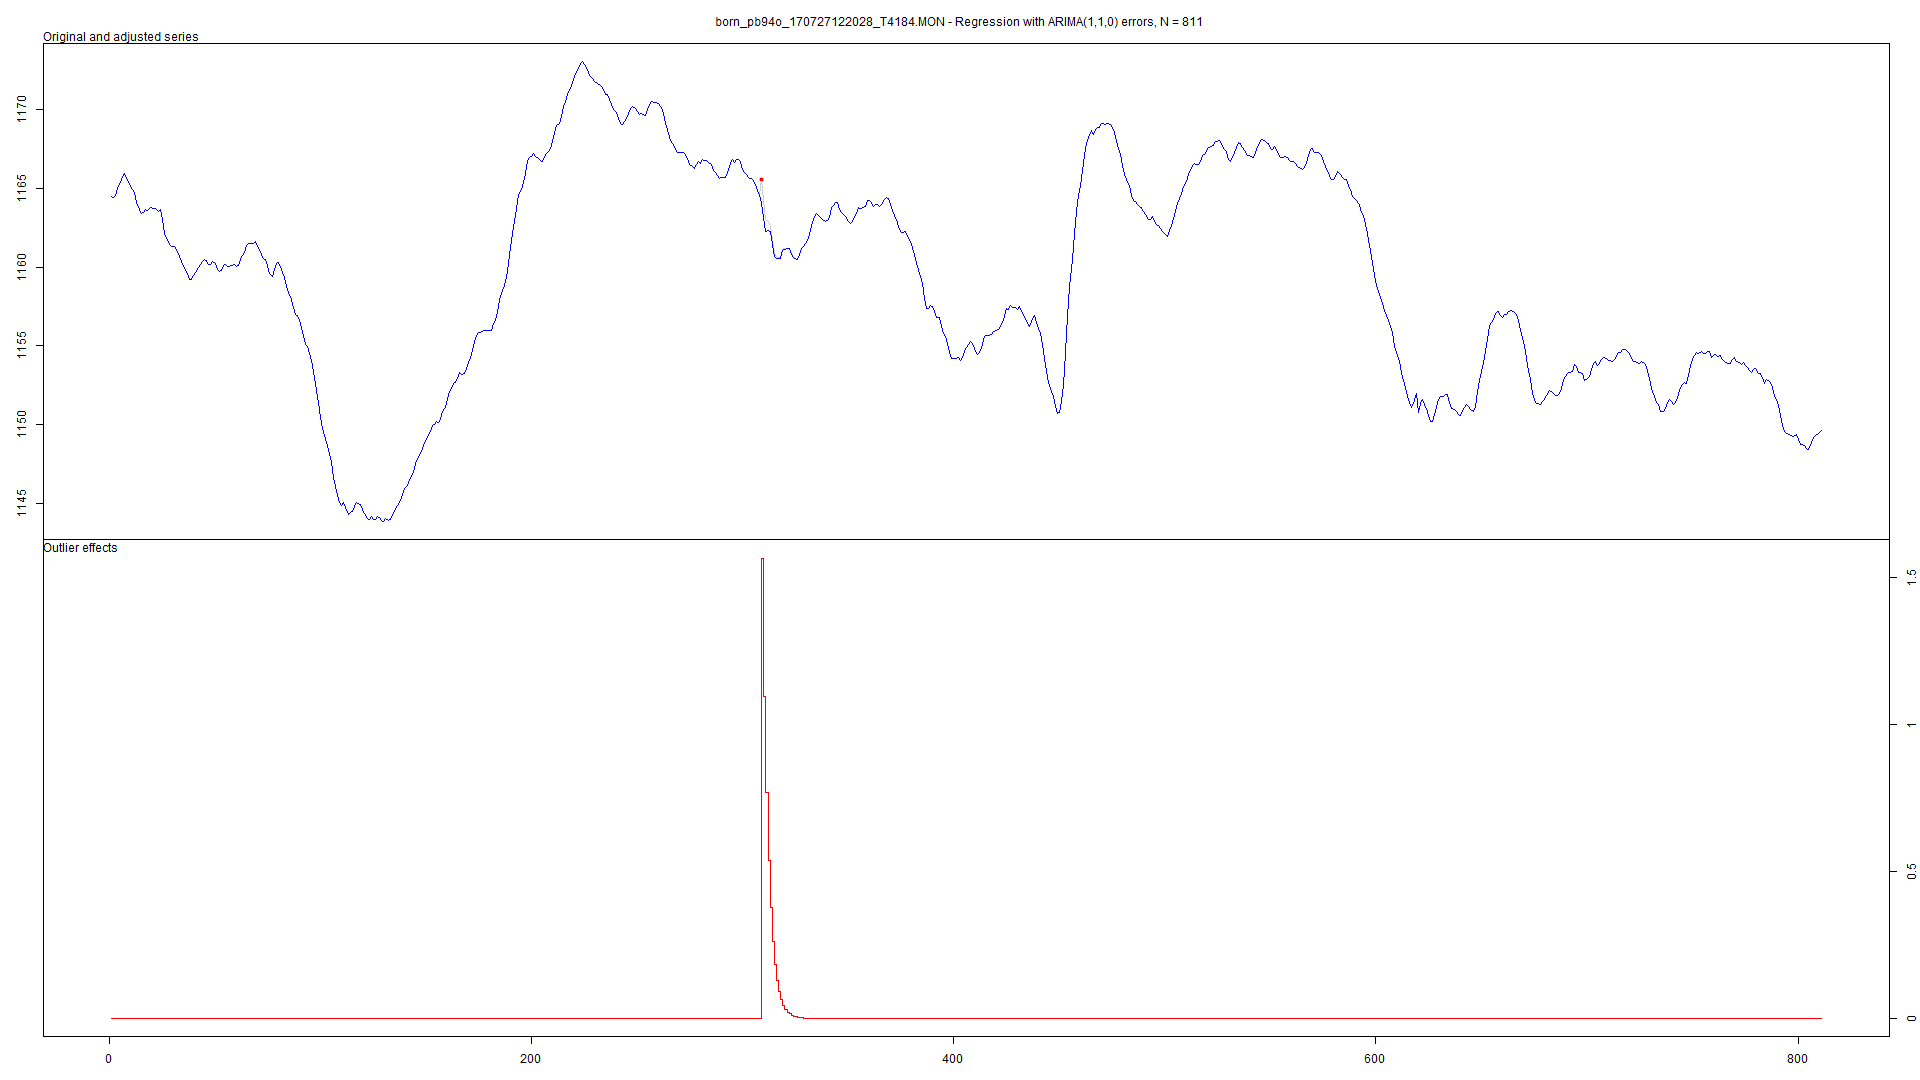 born_pb94o_170727122028_T4184.MON - Regression with ARIMA(1,1,0) errors, N = 811
Original and adjusted series
1170
1165
1160
1155
1150
1145
Outlier effects
1.5
1
0.5
0
0 200 400 600 800